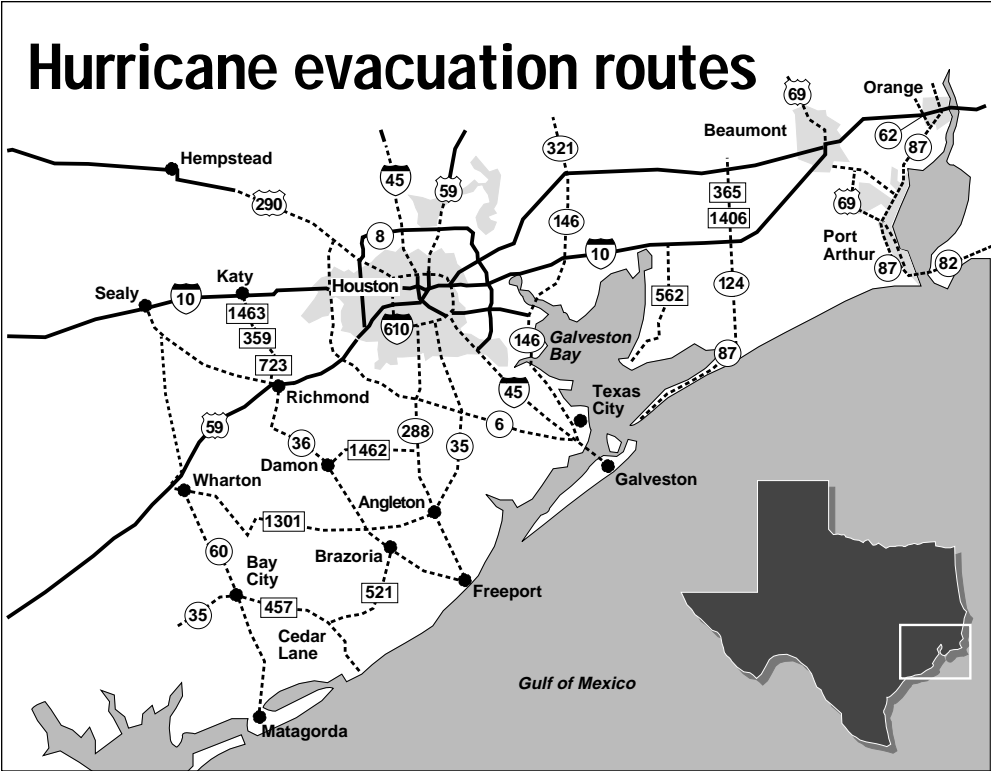 Hurricane evacuation routes
69
Orange
Beaumont
62
87
321
Hempstead
45
59
365
290
69
1406
146
8
Port
Arthur
10
87
82
Katy
Houston
124
Sealy
10
562
1463
610
359
146
Galveston
Bay
87
723
Richmond
45
Texas
City
59
6
36
1462
288
35
Damon
Galveston
Wharton
Angleton
1301
60
Brazoria
Bay
City
521
Freeport
35
457
Cedar
Lane
Gulf of Mexico
Matagorda